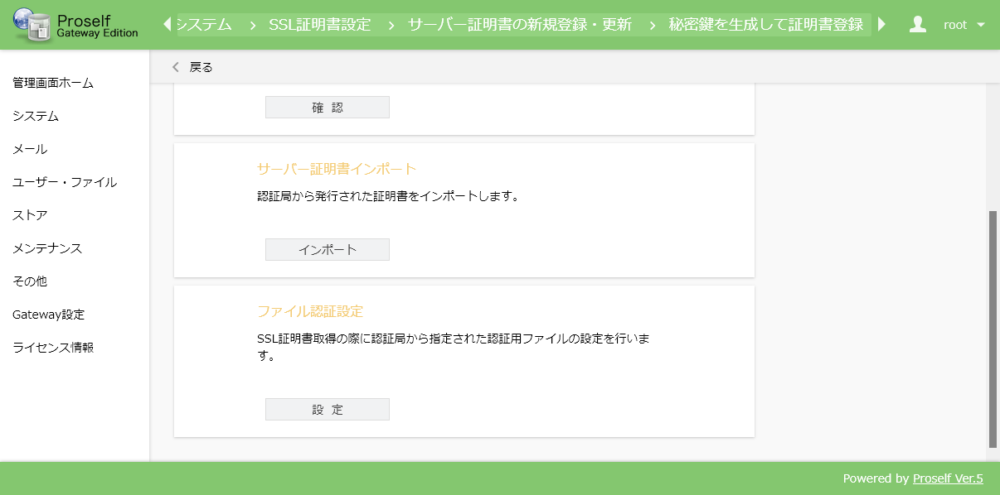 Proself
Gateway Edition
システム > SSL証明書設定 > サーバー証明書の新規登録・更新 > 秘密鍵を生成して証明書登録
root
戻る
管理画面ホーム
システム
メール
ユーザー・ファイル
ストア
メンテナンス
その他
Gateway設定
ライセンス情報
確 認
サーバー証明書インポート
認証局から発行された証明書をインポートします。
インポート
ファイル認証設定
SSL証明書取得の際に認証局から指定された認証用ファイルの設定を行いま
す。
設 定
Powered by Proself Ver.5